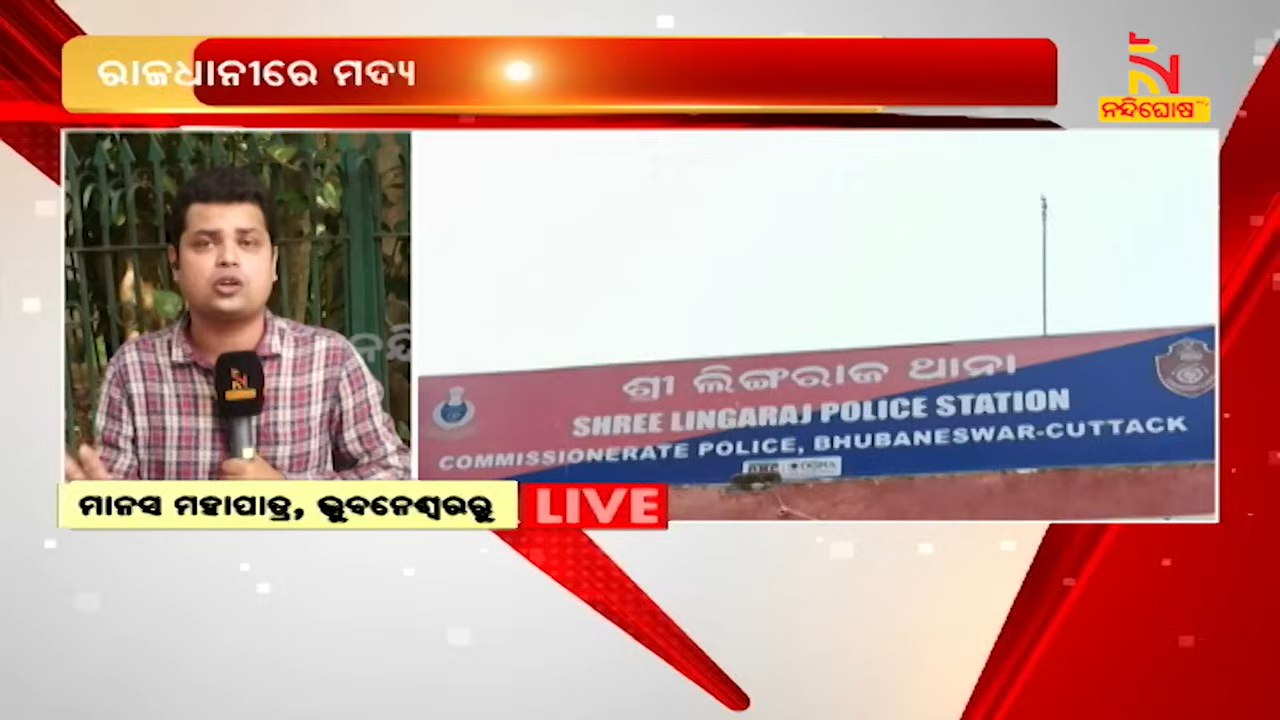 ରାଜଧାନୀରେ ମଦ୍ୟ
ନନ୍ଦିଘୋଷ
ଶ୍ରୀ ଲିଙ୍ଗରାଜ ଥାନା
SHREE LINGARAJ POLICE STATION
COMMISSIONERATE POLICE, BHUBANESWAR-CUTTACK
ମାନସ ମହାପାତ୍ର, ଭୁବନେଶ୍ୱରରୁ
LIVE